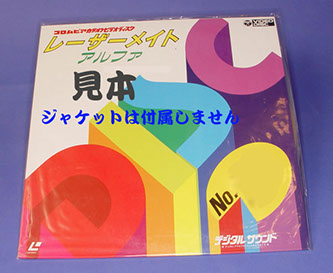 コロムビアカラオケビデオディスク
レーザーメイト
アルファ
見本
ジャケットは付属しません
No.
デジタル サウンド